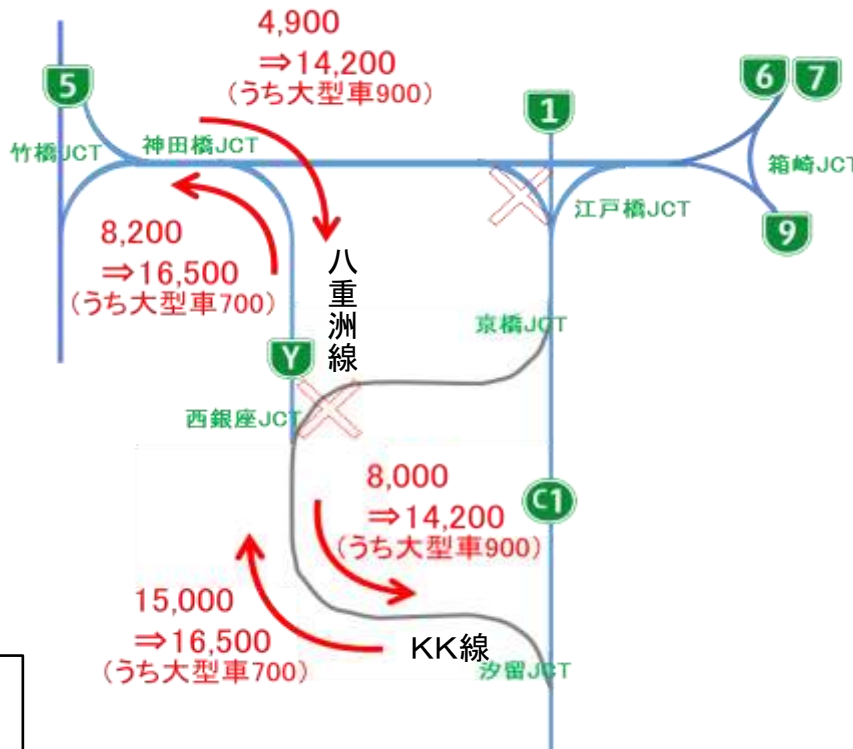 4,900
⇒14,200
(うち大型車900)
5
6
7
1
竹橋JCT
神田橋JCT
箱崎JCT
江戸橋JCT
9
8,200
⇒16,500
(うち大型車700)
八重洲線
京橋JCT
Y
西銀座JCT
8,000
⇒14,200
(うち大型車900)
C1
15,000
⇒16,500
(うち大型車700)
KK線
汐留JCT